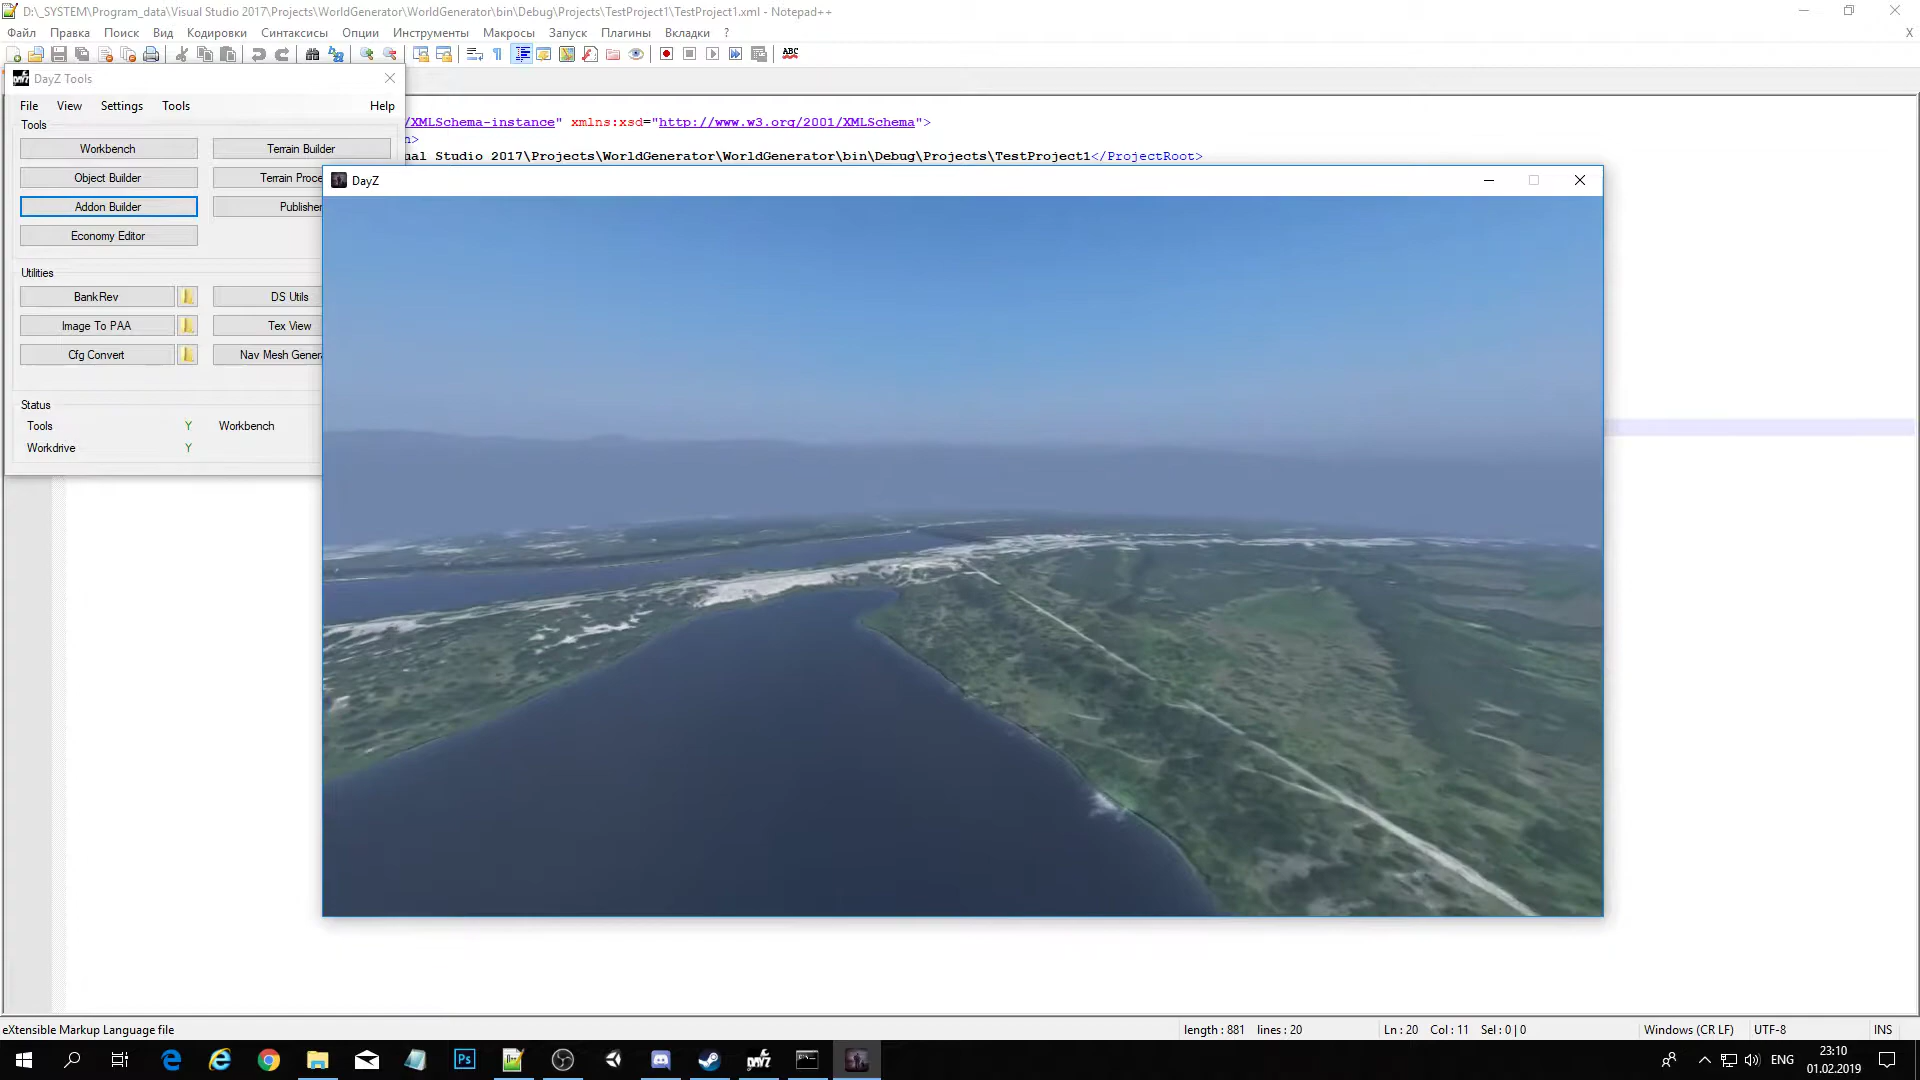 D:\_SYSTEM\Program_data\Visual Studio 2017\Projects\WorldGenerator\WorldGenerator\bin\Debug\Projects\TestProject1\TestProject1.xml - Notepad++
Файл Правка Поиск Вид Кодировки Синтаксисы Опции Инструменты Макросы Запуск Плагины Вкладки ? X
ABC
DayZ Tools
File View Settings Tools Help
/XMLSchema-instance" xmlns:xsd="http://www.w3.org/2001/XMLSchema">
Tools
n>
Workbench Terrain Builder
ual Studio 2017\Projects\WorldGenerator\WorldGenerator\bin\Debug\Projects\TestProject1</ProjectRoot>
Object Builder Terrain Proce
DayZ
Addon Builder Publisher
Economy Editor
Utilities
BankRev DS Utils
Image To PAA Tex View
Cfg Convert Nav Mesh Genera
Status
Tools Y Workbench
Workdrive Y
eXtensible Markup Language file length : 881 lines : 20 Ln : 20 Col : 11 Sel : 0 | 0 Windows (CR LF) UTF-8 INS
Ps DAYZ ENG
23:10
01.02.2019